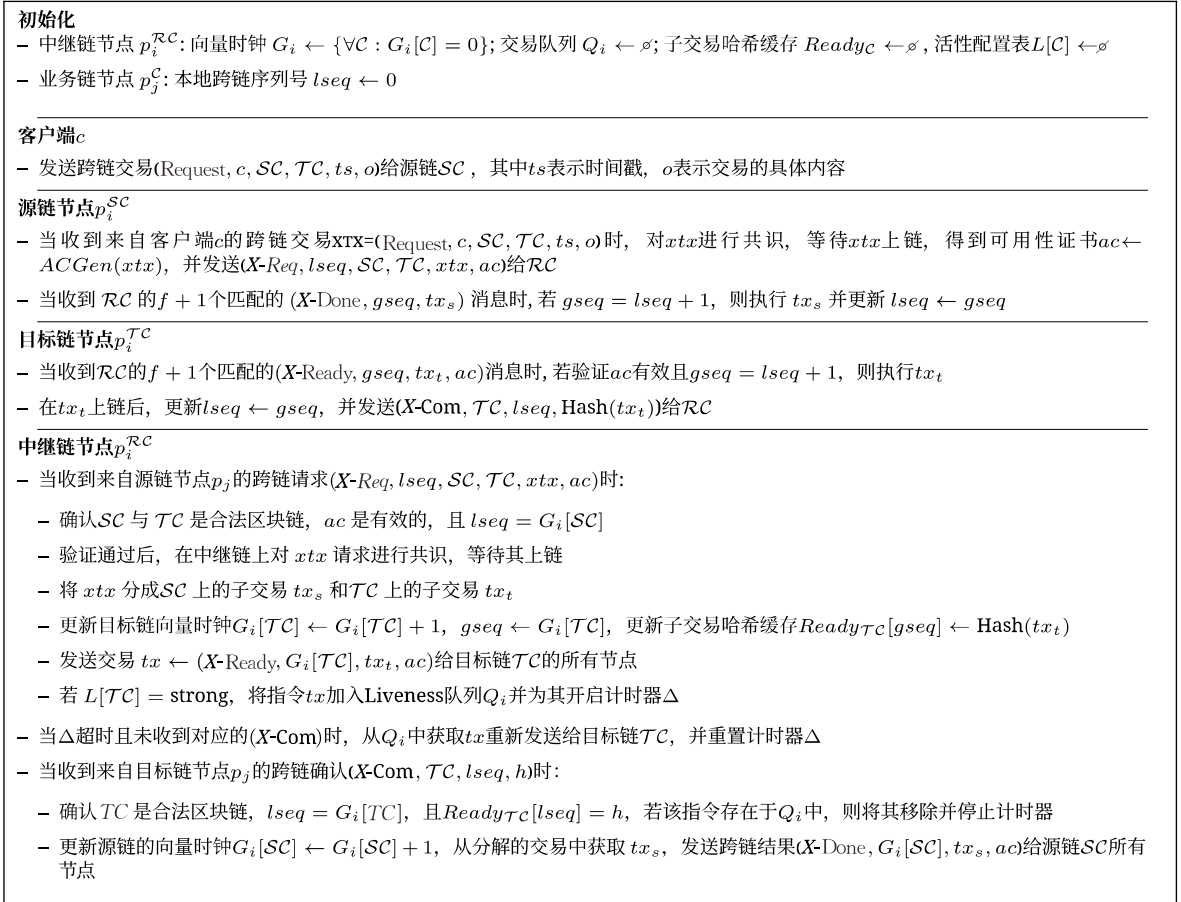 初始化
– 中继链节点 $p_i^{\mathcal{RC}}$: 向量时钟 $G_i \leftarrow \{\forall \mathcal{C} : G_i[\mathcal{C}] = 0\}$; 交易队列 $Q_i \leftarrow \varnothing$; 子交易哈希缓存 $Ready_{\mathcal{C}} \leftarrow \varnothing$ , 活性配置表$L[\mathcal{C}] \leftarrow \varnothing$
– 业务链节点 $p_j^{\mathcal{C}}$: 本地跨链序列号 $lseq \leftarrow 0$
客户端$c$
– 发送跨链交易(Request, $c$, $\mathcal{SC}$, $\mathcal{TC}$, $ts$, $o$)给源链$\mathcal{SC}$ ，其中$ts$表示时间戳，$o$表示交易的具体内容
源链节点$p_i^{\mathcal{SC}}$
– 当收到来自客户端$c$的跨链交易XTX=(Request, $c$, $\mathcal{SC}$, $\mathcal{TC}$, $ts$, $o$)时，对$xtx$进行共识，等待$xtx$上链，得到可用性证书$ac \leftarrow$
$ACGen(xtx)$，并发送(X-Req, $lseq$, $\mathcal{SC}$, $\mathcal{TC}$, $xtx$, $ac$)给$\mathcal{RC}$
– 当收到 $\mathcal{RC}$ 的$f + 1$个匹配的 (X-Done, $gseq$, $tx_s$) 消息时, 若 $gseq = lseq + 1$，则执行 $tx_s$ 并更新 $lseq \leftarrow gseq$
目标链节点$p_i^{\mathcal{TC}}$
– 当收到$\mathcal{RC}$的$f + 1$个匹配的(X-Ready, $gseq$, $tx_t$, $ac$)消息时, 若验证$ac$有效且$gseq = lseq + 1$，则执行$tx_t$
– 在$tx_t$上链后，更新$lseq \leftarrow gseq$，并发送(X-Com, $\mathcal{TC}$, $lseq$, Hash($tx_t$))给$\mathcal{RC}$
中继链节点$p_i^{\mathcal{RC}}$
– 当收到来自源链节点$p_j$的跨链请求(X-Req, $lseq$, $\mathcal{SC}$, $\mathcal{TC}$, $xtx$, $ac$)时:
– 确认$\mathcal{SC}$ 与 $\mathcal{TC}$ 是合法区块链，$ac$ 是有效的，且 $lseq = G_i[\mathcal{SC}]$
– 验证通过后，在中继链上对 $xtx$ 请求进行共识，等待其上链
– 将 $xtx$ 分成$\mathcal{SC}$ 上的子交易 $tx_s$ 和$\mathcal{TC}$ 上的子交易 $tx_t$
– 更新目标链向量时钟$G_i[\mathcal{TC}] \leftarrow G_i[\mathcal{TC}] + 1$，$gseq \leftarrow G_i[\mathcal{TC}]$，更新子交易哈希缓存$Ready_{\mathcal{TC}}[gseq] \leftarrow$ Hash($tx_t$)
– 发送交易 $tx \leftarrow$ (X-Ready, $G_i[\mathcal{TC}]$, $tx_t$, $ac$)给目标链$\mathcal{TC}$的所有节点
– 若 $L[\mathcal{TC}]$ = strong，将指令$tx$加入Liveness队列$Q_i$并为其开启计时器$\Delta$
– 当$\Delta$超时且未收到对应的(X-Com)时，从$Q_i$中获取$tx$重新发送给目标链$\mathcal{TC}$，并重置计时器$\Delta$
– 当收到来自目标链节点$p_j$的跨链确认(X-Com, $\mathcal{TC}$, $lseq$, $h$)时:
– 确认$TC$ 是合法区块链，$lseq = G_i[TC]$，且$Ready_{\mathcal{TC}}[lseq] = h$，若该指令存在于$Q_i$中，则将其移除并停止计时器
– 更新源链的向量时钟$G_i[\mathcal{SC}] \leftarrow G_i[\mathcal{SC}] + 1$，从分解的交易中获取 $tx_s$，发送跨链结果(X-Done, $G_i[\mathcal{SC}]$, $tx_s$, $ac$)给源链$\mathcal{SC}$所有
节点